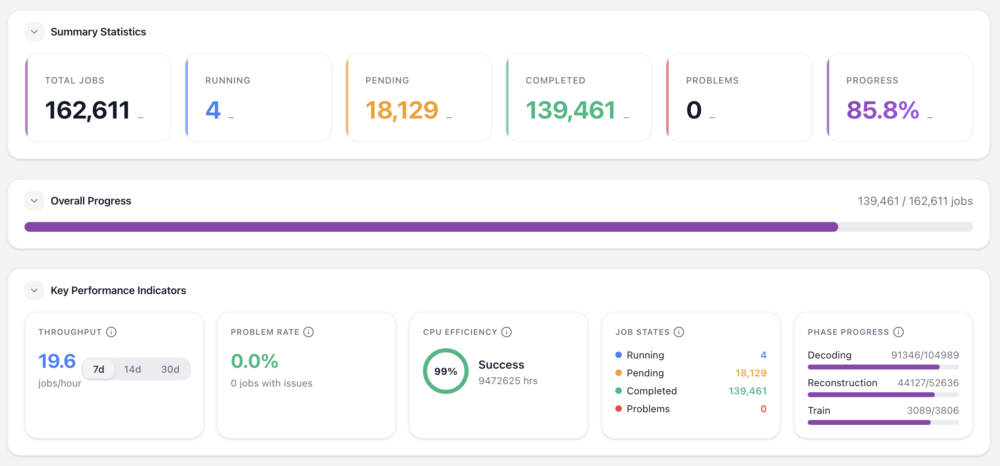 Summary Statistics
TOTAL JOBS
162,611 –
RUNNING
4 –
PENDING
18,129 –
COMPLETED
139,461 –
PROBLEMS
0 –
PROGRESS
85.8% –
Overall Progress
139,461 / 162,611 jobs
Key Performance Indicators
THROUGHPUT
19.6
7d 14d 30d
jobs/hour
PROBLEM RATE
0.0%
0 jobs with issues
CPU EFFICIENCY
99%
Success
9472625 hrs
JOB STATES
Running 4
Pending 18,129
Completed 139,461
Problems 0
PHASE PROGRESS
Decoding 91346/104989
Reconstruction 44127/52636
Train 3089/3806